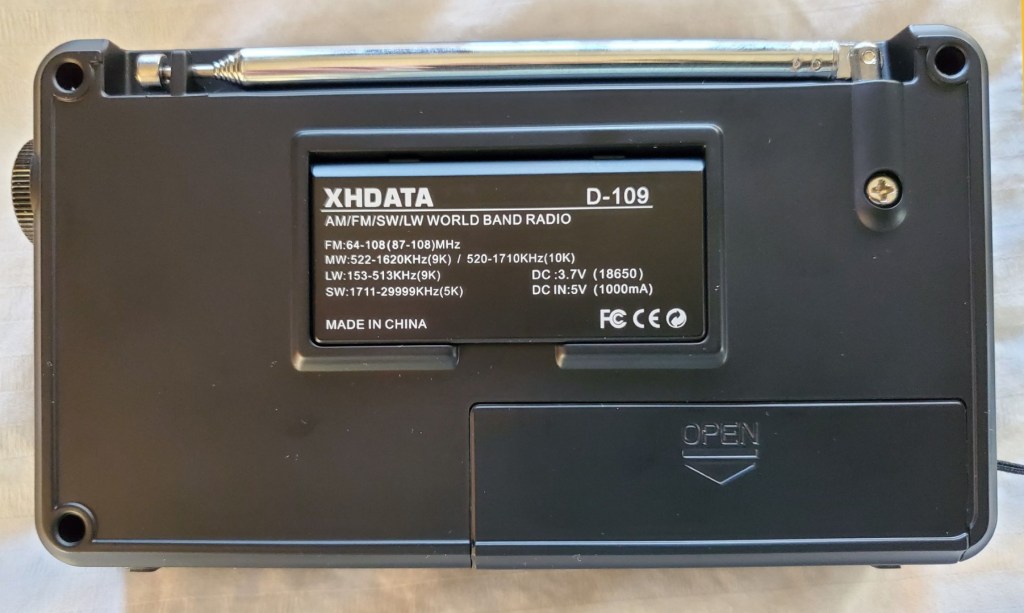 XHDATA D-109
AM/FM/SW/LW WORLD BAND RADIO
FM:64-108(87-108)MHz
MW:522-1620KHz(9K) / 520-1710KHz(10K)
LW:153-513KHz(9K) DC :3.7V (18650)
SW:1711-29999KHz(5K) DC IN:5V (1000mA)
MADE IN CHINA FC CE
OPEN